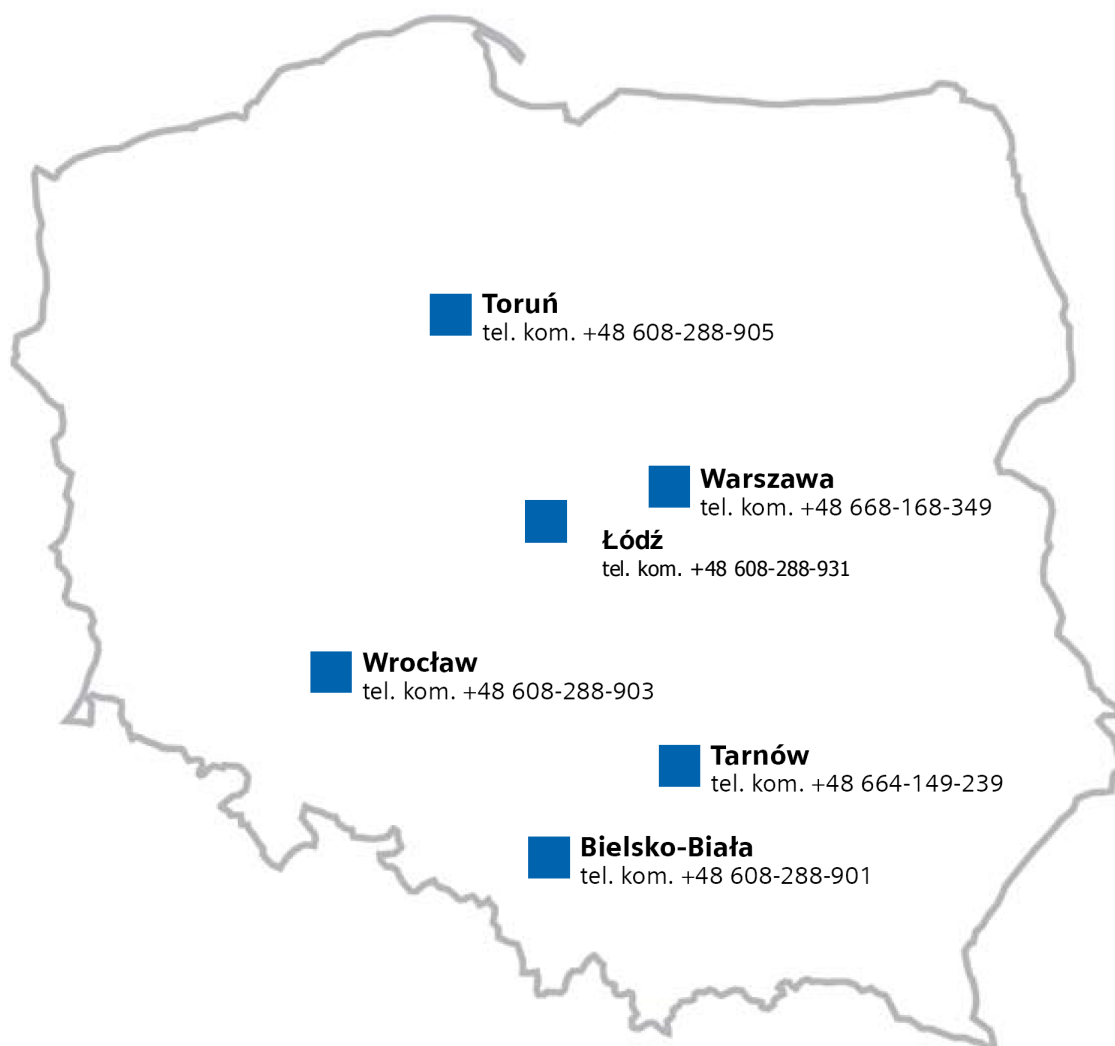 Toruń
tel. kom. +48 608-288-905
Warszawa
tel. kom. +48 668-168-349
Łódź
tel. kom. +48 608-288-931
Wrocław
tel. kom. +48 608-288-903
Tarnów
tel. kom. +48 664-149-239
Bielsko-Biała
tel. kom. +48 608-288-901